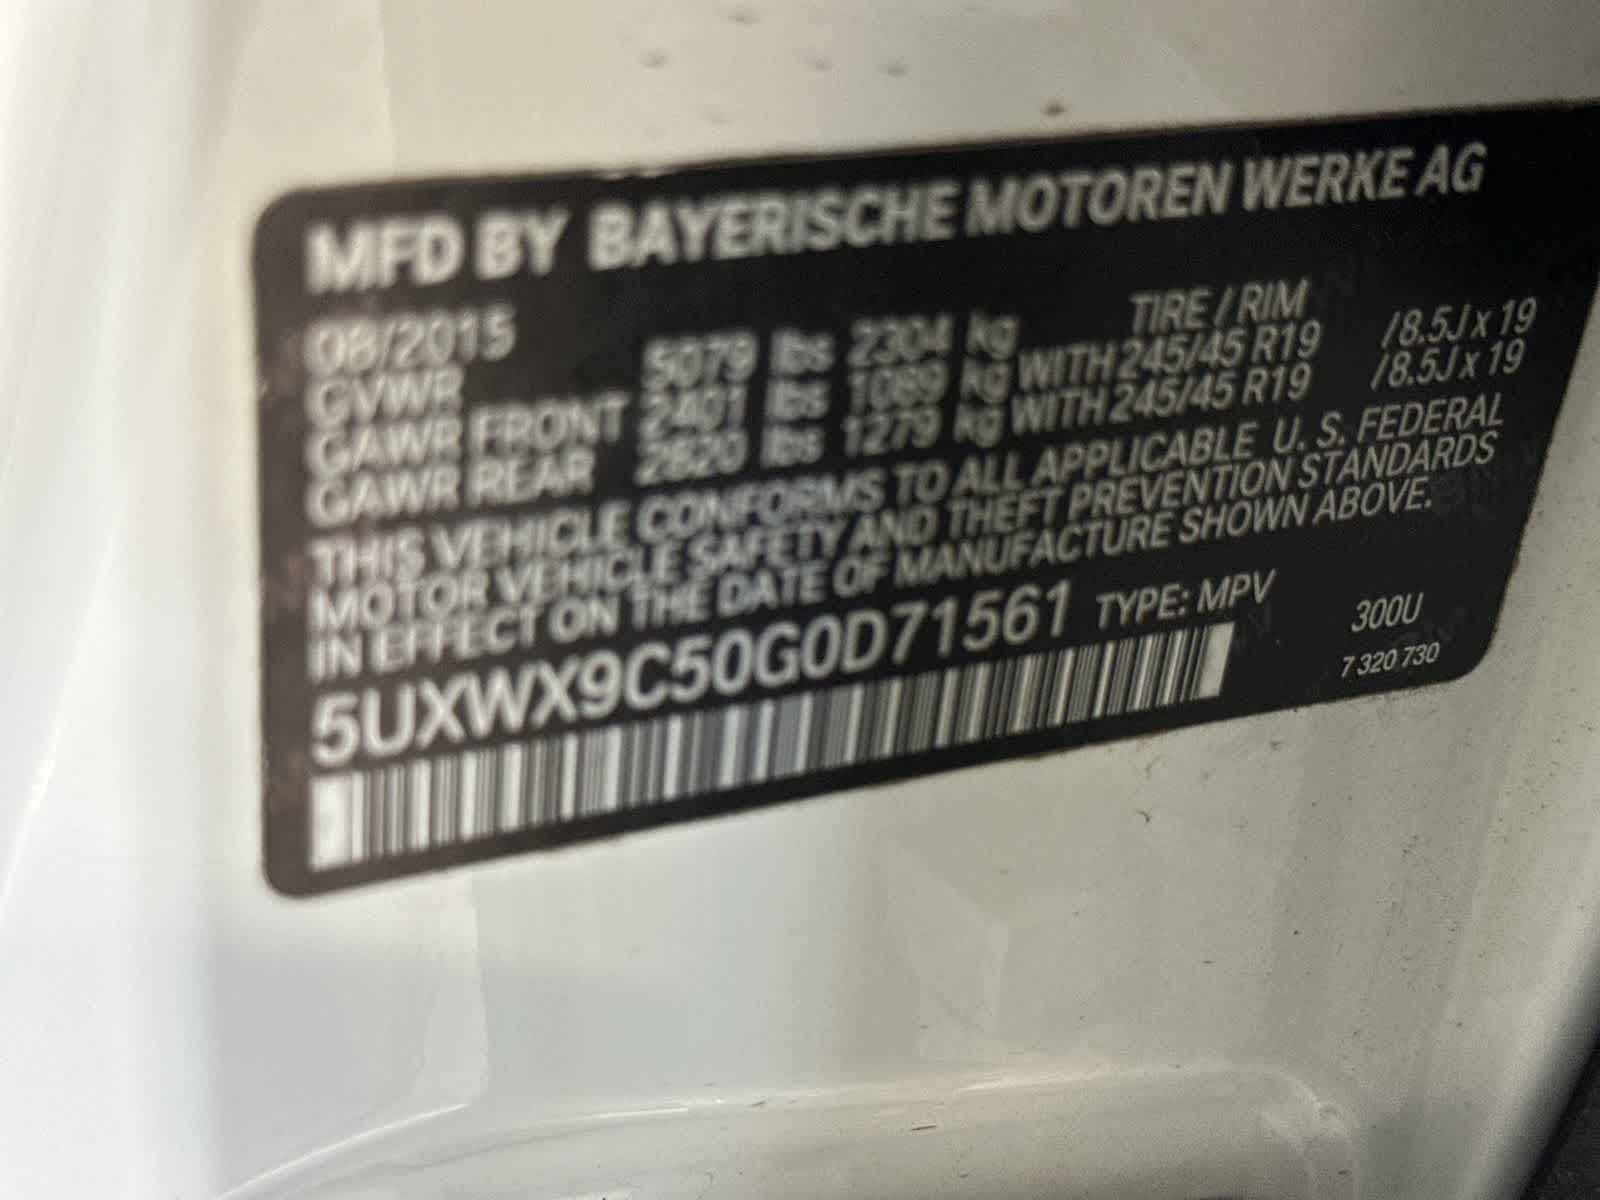 MFD BY BAYERISCHE MOTOREN WERKE AG
08/2015 TIRE / RIM
GVWR 5079 lbs 2304 kg
GAWR FRONT 2401 lbs 1089 kg WITH 245/45 R19 /8.5J x 19
GAWR REAR 2820 lbs 1279 kg WITH 245/45 R19 /8.5J x 19
THIS VEHICLE CONFORMS TO ALL APPLICABLE U. S. FEDERAL
MOTOR VEHICLE SAFETY AND THEFT PREVENTION STANDARDS
IN EFFECT ON THE DATE OF MANUFACTURE SHOWN ABOVE.
5UXWX9C50G0D71561 TYPE: MPV 300U
7 320 730